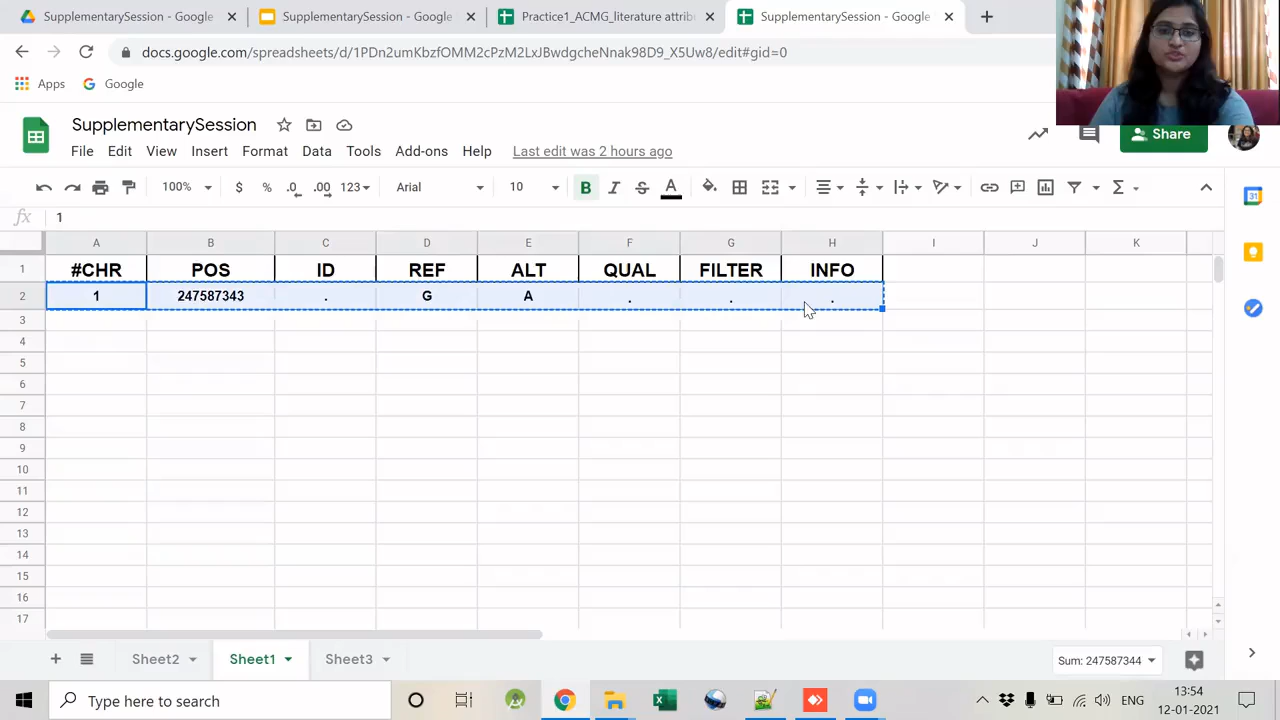 SupplementarySession - Google
SupplementarySession - Google
Practice1_ACMG_literature attribu
SupplementarySession - Google
docs.google.com/spreadsheets/d/1PDn2umKbzfOMM2cPzM2LxJBwdgcheNnak98D9_X5Uw8/edit#gid=0
Apps
Google
SupplementarySession
File Edit View Insert Format Data Tools Add-ons Help Last edit was 2 hours ago
Share
100% $ % .0 .00 123 Arial 10 B I S A
fx 1
A B C D E F G H I J K
1 #CHR POS ID REF ALT QUAL FILTER INFO
2 1 247587343 . G A . . .
3
4
5
6
7
8
9
10
11
12
13
14
15
16
17
Sheet2 Sheet1 Sheet3
Sum: 247587344
Type here to search
ENG
13:54
12-01-2021